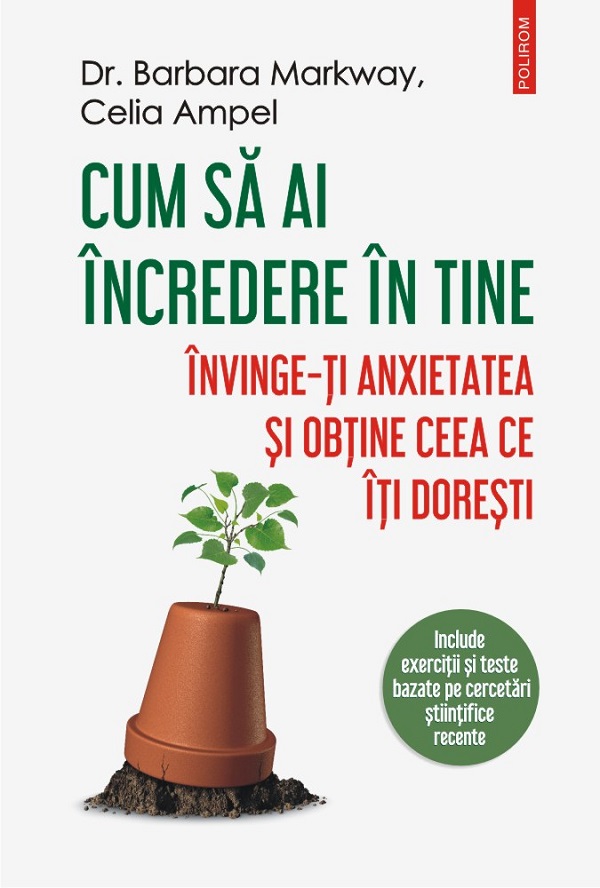 POLIROM
Dr. Barbara Markway,
Celia Ampel
CUM SĂ AI
ÎNCREDERE ÎN TINE
ÎNVINGE-ȚI ANXIETATEA
ȘI OBȚINE CEEA CE
ÎȚI DOREȘTI
Include
exerciții și teste
bazate pe cercetări
științifice
recente